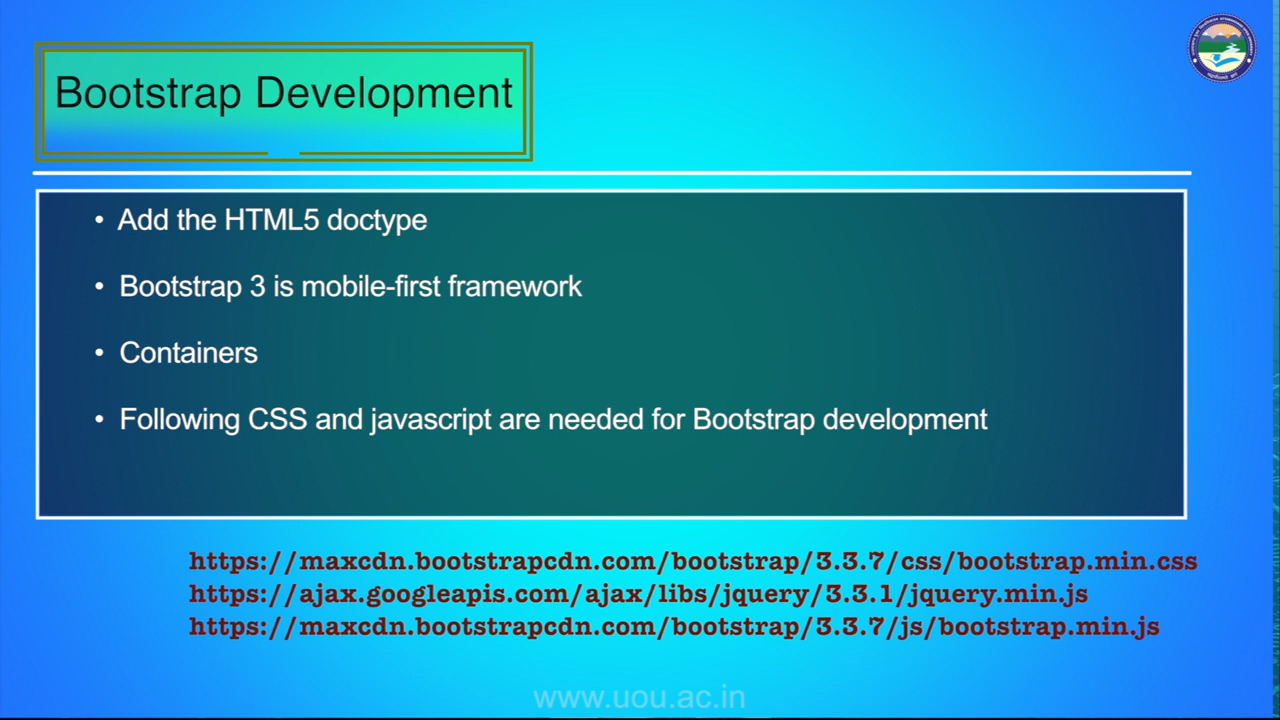 Bootstrap Development
• Add the HTML5 doctype
• Bootstrap 3 is mobile-first framework
• Containers
• Following CSS and javascript are needed for Bootstrap development
https://maxcdn.bootstrapcdn.com/bootstrap/3.3.7/css/bootstrap.min.css
https://ajax.googleapis.com/ajax/libs/jquery/3.3.1/jquery.min.js
https://maxcdn.bootstrapcdn.com/bootstrap/3.3.7/js/bootstrap.min.js
www.uou.ac.in